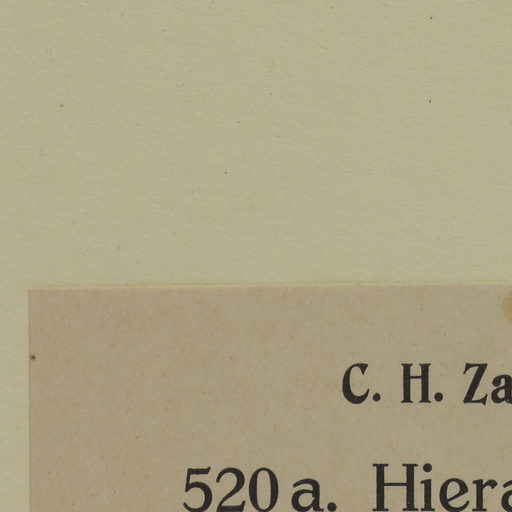 C. H. Za
520 a. Hiera